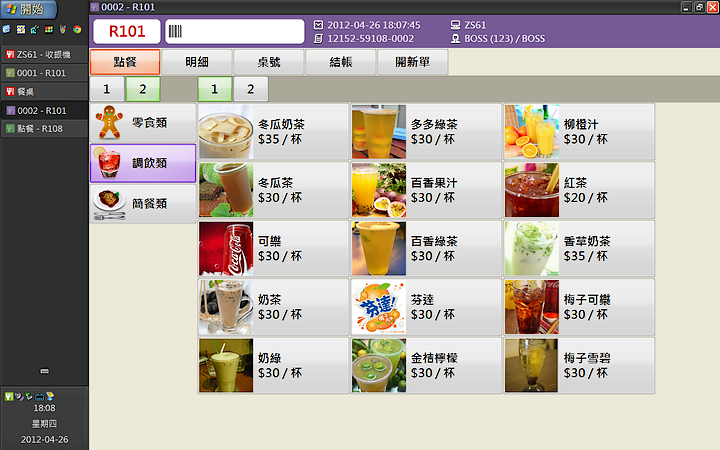 開始
0002 - R101
ZS61 - 收銀機
0001 - R101
餐桌
0002 - R101
點餐 - R108
18:08
星期四
2012-04-26
R101
2012-04-26 18:07:45
12152-59108-0002
ZS61
BOSS (123) / BOSS
點餐
明細
桌號
結帳
開新單
1
2
1
2
零食類
調飲類
簡餐類
冬瓜奶茶
$35 / 杯
多多綠茶
$30 / 杯
柳橙汁
$30 / 杯
冬瓜茶
$30 / 杯
百香果汁
$30 / 杯
紅茶
$20 / 杯
可樂
$30 / 杯
百香綠茶
$30 / 杯
香草奶茶
$35 / 杯
奶茶
$30 / 杯
芬達
$30 / 杯
梅子可樂
$30 / 杯
奶綠
$30 / 杯
金桔檸檬
$30 / 杯
梅子雪碧
$30 / 杯
Coca-Cola
芬達!